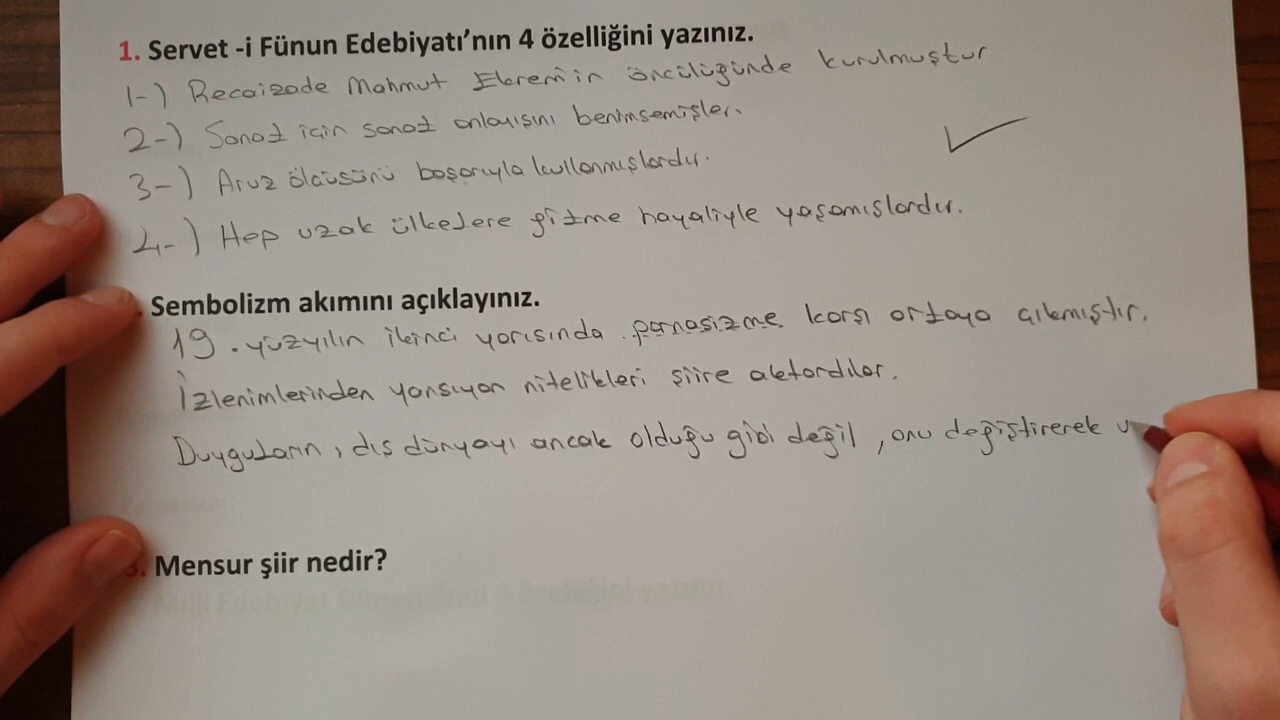 1. Servet -i Fünun Edebiyatı'nın 4 özelliğini yazınız.
1-) Recaizade Mahmut Ekrem'in öncülüğünde kurulmuştur
2-) Sanat için sanat anlayışını benimsemişler.
3-) Aruz ölçüsünü başarıyla kullanmışlardır.
4-) Hep uzak ülkelere gitme hayaliyle yaşamışlardır.
. Sembolizm akımını açıklayınız.
19. yüzyılın ikinci yarısında parnasizme karşı ortaya çıkmıştır.
İzlenimlerinden yansıyan nitelikleri şiire aktardılar.
Duyguların, dış dünyayı ancak olduğu gibi değil, onu değiştirerek
3. Mensur şiir nedir?